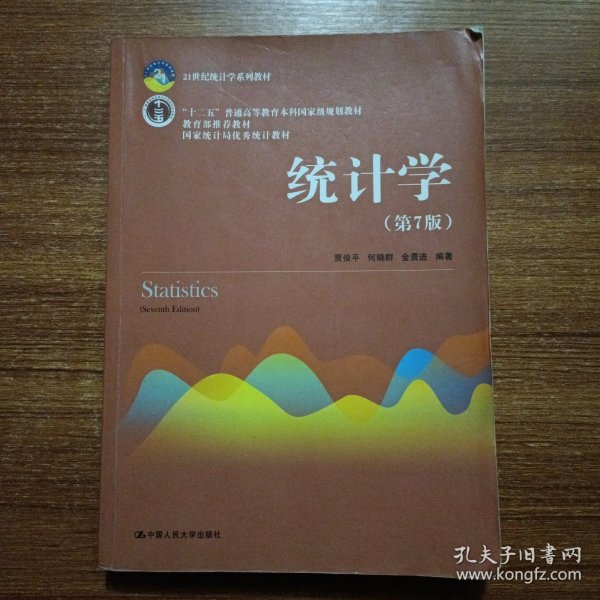 21世纪统计学系列教材
“十二五”普通高等教育本科国家级规划教材
教育部推荐教材
国家统计局优秀统计教材
统计学
(第7版)
贾俊平 何晓群 金勇进 编著
Statistics
(Seventh Edition)
中国人民大学出版社
孔夫子旧书网
www.kongfz.com